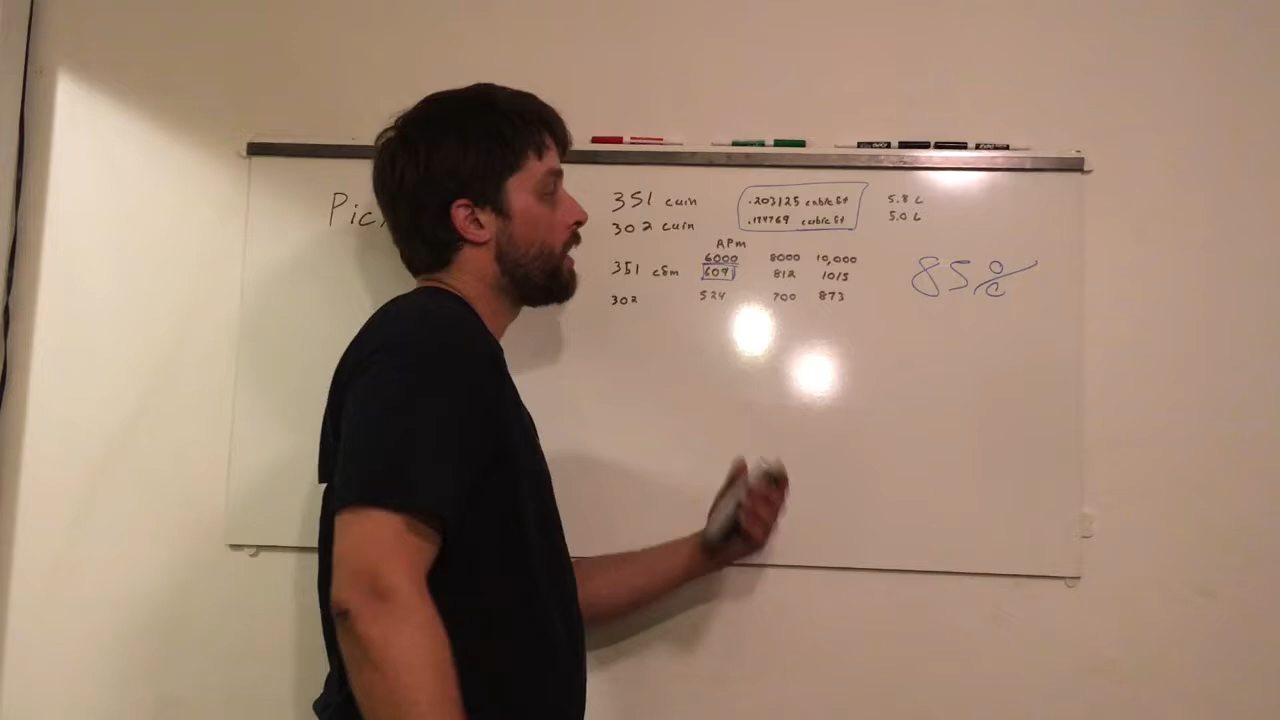 Pic
351 cuin .203125 cubic ft 5.8 L
302 cuin .174769 cubic ft 5.0 L
RPM
6000 8000 10,000
351 cfm 609 812 1015
302 524 700 873
85%